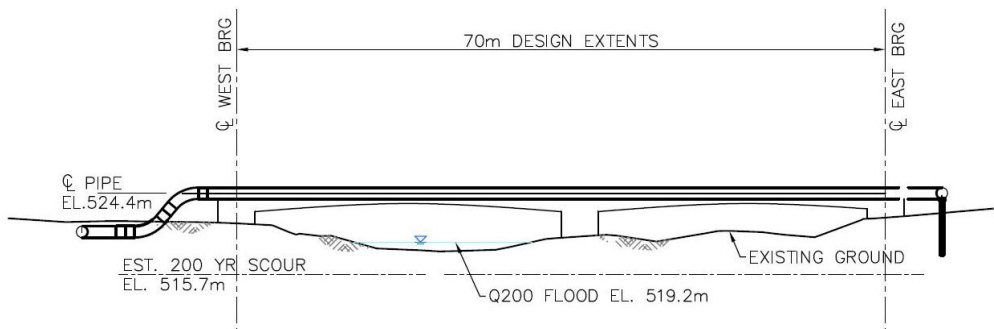 70m DESIGN EXTENTS
℄ WEST BRG
℄ EAST BRG
℄ PIPE
EL.524.4m
EST. 200 YR SCOUR
EL. 515.7m
EXISTING GROUND
Q200 FLOOD EL. 519.2m